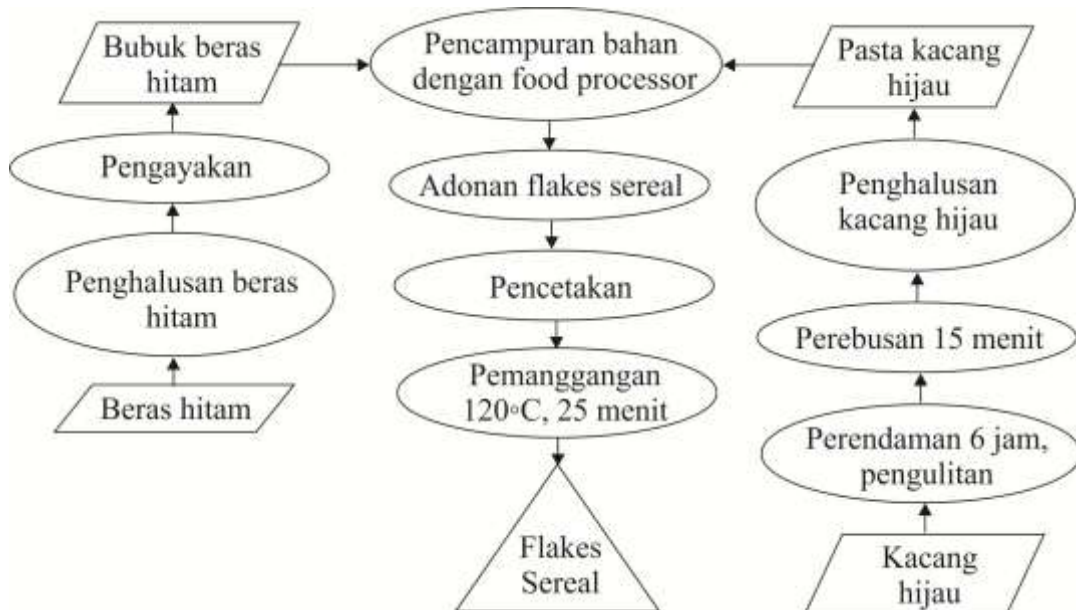 Bubuk beras
hitam
Pengayakan
Penghalusan beras
hitam
Beras hitam
Pencampuran bahan
dengan food processor
Adonan flakes sereal
Pencetakan
Pemanggangan
120∘C, 25 menit
Flakes
Sereal
Pasta kacang
hijau
Penghalusan
kacang hijau
Perebusan 15 menit
Perendaman 6 jam,
pengulitan
Kacang
hijau